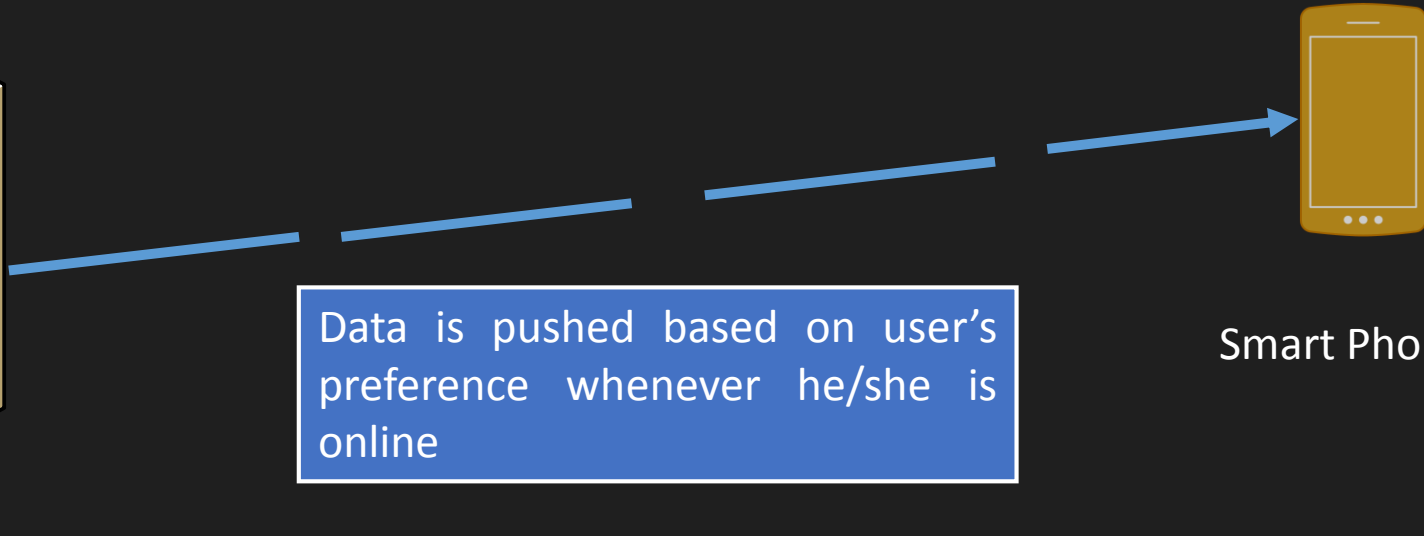 Data is pushed based on user’s
preference whenever he/she is
online
Smart Pho